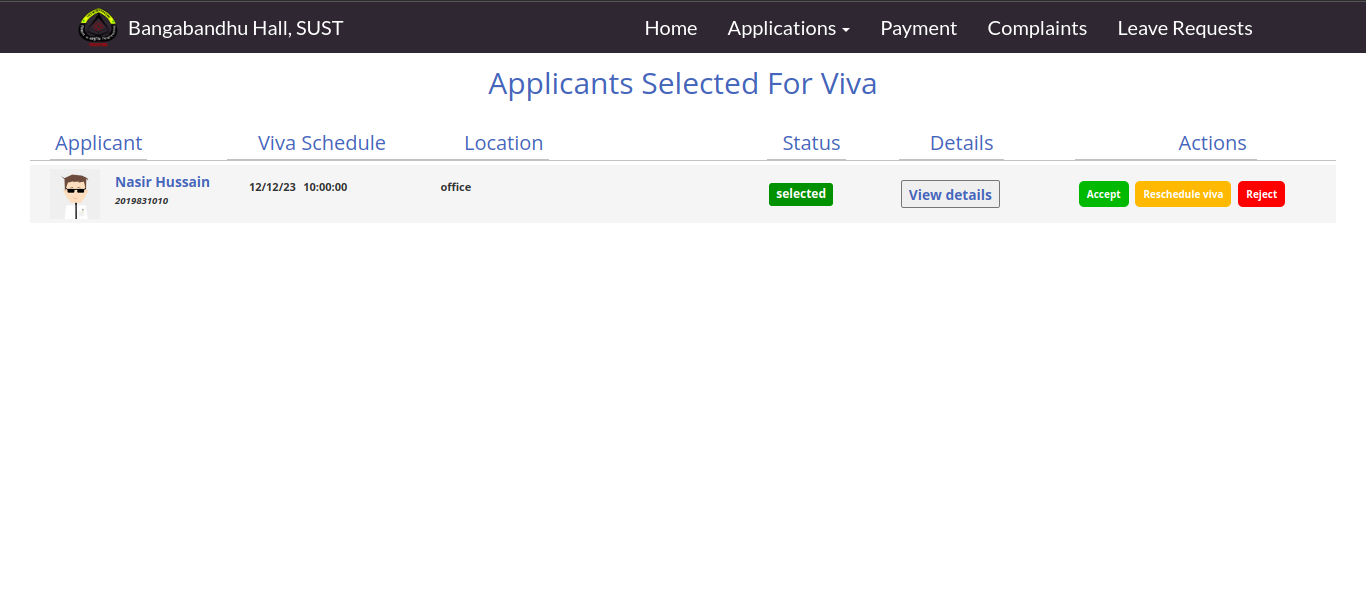 Bangabandhu Hall, SUST Home Applications Payment Complaints Leave Requests
Applicants Selected For Viva
Applicant Viva Schedule Location Status Details Actions
Nasir Hussain 12/12/23 10:00:00 office selected View details Accept Reschedule viva Reject
2019831010